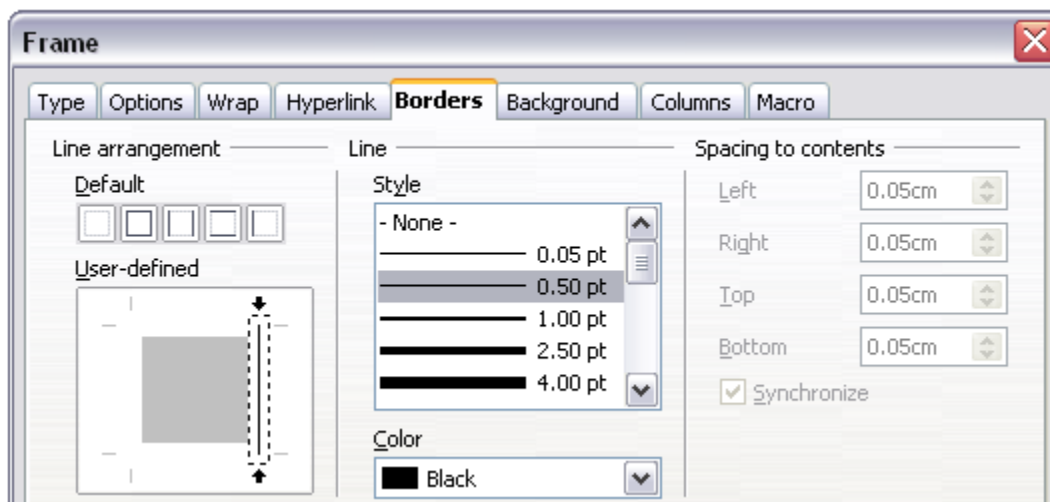 Frame
Type Options Wrap Hyperlink Borders Background Columns Macro
Line arrangement
Default
User-defined
Line
Style
- None -
0.05 pt
0.50 pt
1.00 pt
2.50 pt
4.00 pt
Color
Black
Spacing to contents
Left 0.05cm
Right 0.05cm
Top 0.05cm
Bottom 0.05cm
Synchronize